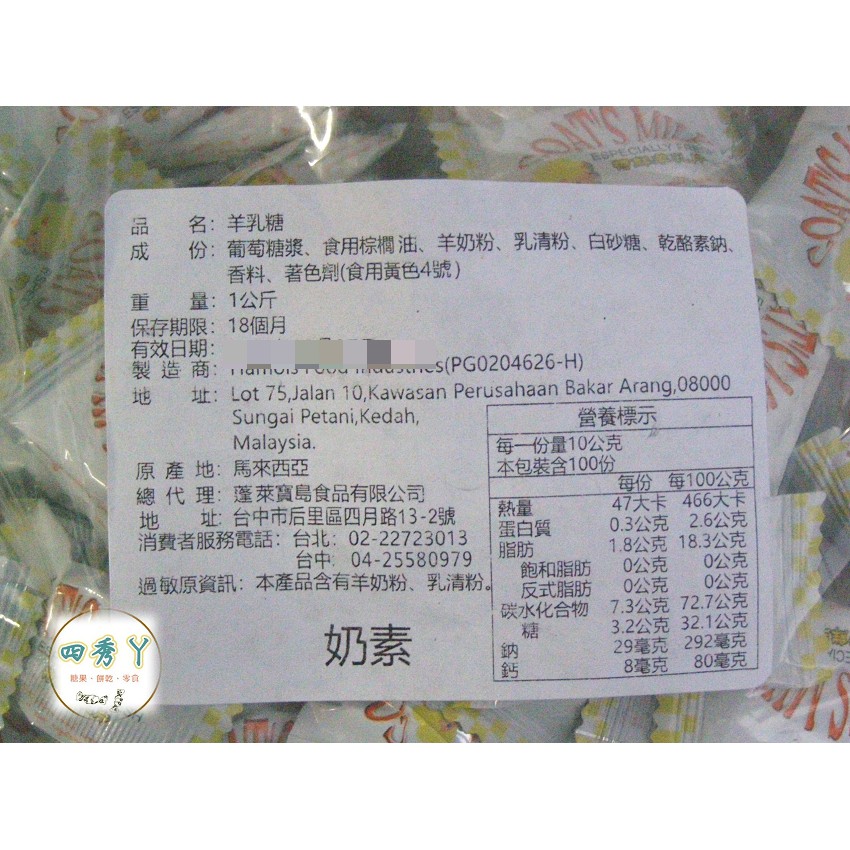 GOAT'S MILK
ESPECIALLY F
品 名：羊乳糖
成 份：葡萄糖漿、食用棕櫚油、羊奶粉、乳清粉、白砂糖、乾酪素鈉、
香料、著色劑(食用黃色4號)
重 量：1公斤
保存期限：18個月
有效日期：
製造商：(PG0204626-H)
地 址：Lot 75,Jalan 10,Kawasan Perusahaan Bakar Arang,08000
Sungai Petani,Kedah,
Malaysia.
原產地：馬來西亞
總代理：蓬萊寶島食品有限公司
地 址：台中市后里區四月路13-2號
消費者服務電話：台北：02-22723013
台中：04-25580979
過敏原資訊：本產品含有羊奶粉、乳清粉。
奶素
營養標示
每一份量10公克
本包裝含100份
每份 每100公克
熱量 47大卡 466大卡
蛋白質 0.3公克 2.6公克
脂肪 1.8公克 18.3公克
飽和脂肪 0公克 0公克
反式脂肪 0公克 0公克
碳水化合物 7.3公克 72.7公克
糖 3.2公克 32.1公克
鈉 29毫克 292毫克
鈣 8毫克 80毫克
四秀丫
糖果·餅乾·零食